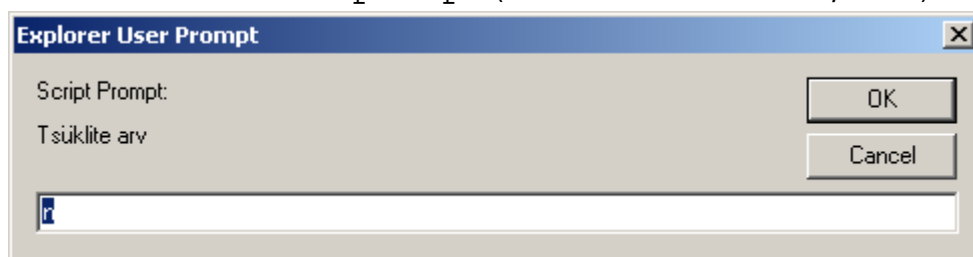 Explorer User Prompt
Script Prompt:
OK
Tsüklite arv
Cancel
n